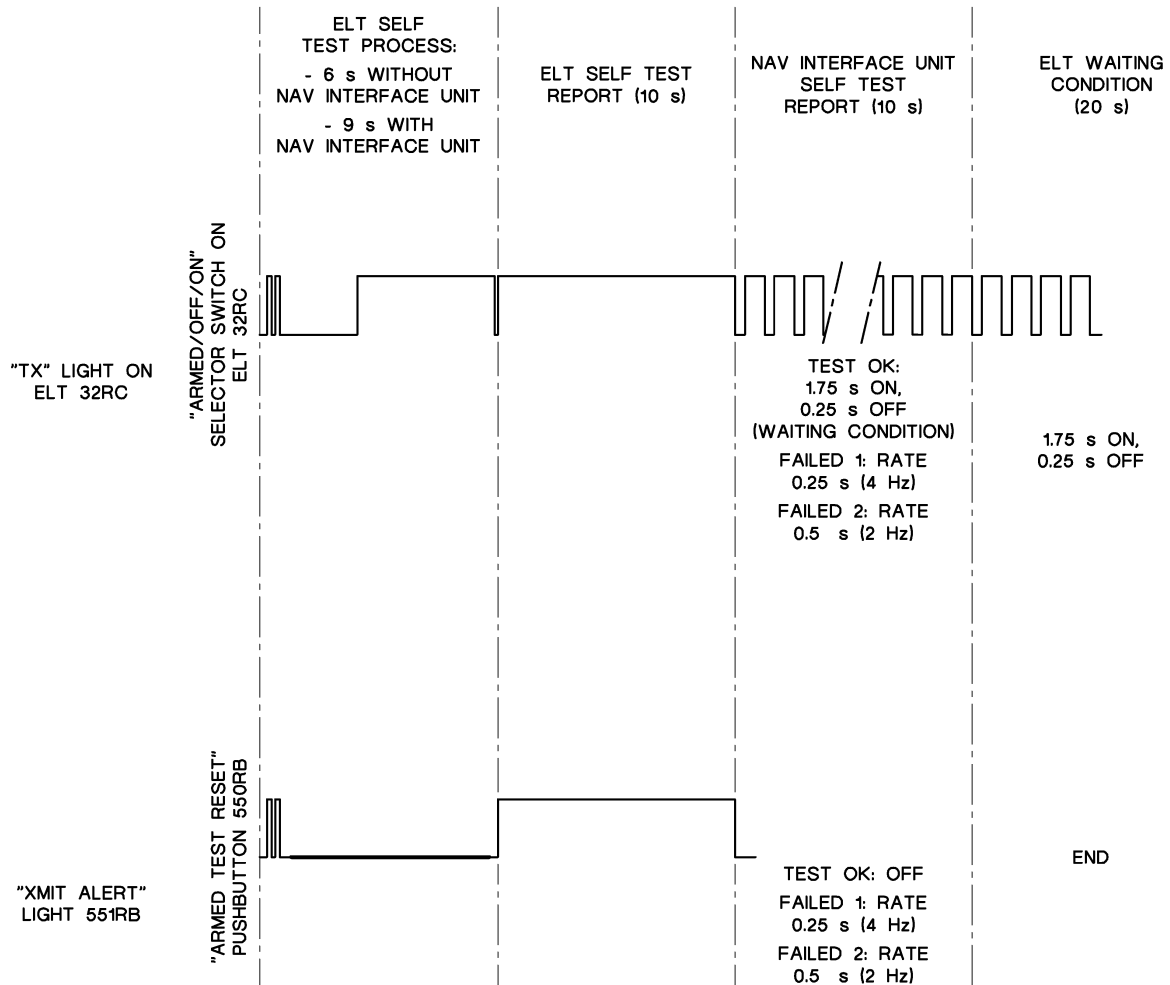 ELT SELF
TEST PROCESS:
- 6 s WITHOUT
NAV INTERFACE UNIT
- 9 s WITH
NAV INTERFACE UNIT
ELT SELF TEST
REPORT (10 s)
NAV INTERFACE UNIT
SELF TEST
REPORT (10 s)
ELT WAITING
CONDITION
(20 s)
"TX" LIGHT ON
ELT 32RC
"ARMED/OFF/ON"
SELECTOR SWITCH ON
ELT 32RC
TEST OK:
1.75 s ON,
0.25 s OFF
(WAITING CONDITION)
FAILED 1: RATE
0.25 s (4 Hz)
FAILED 2: RATE
0.5 s (2 Hz)
1.75 s ON,
0.25 s OFF
"XMIT ALERT"
LIGHT 551RB
"ARMED TEST RESET"
PUSHBUTTON 550RB
TEST OK: OFF
FAILED 1: RATE
0.25 s (4 Hz)
FAILED 2: RATE
0.5 s (2 Hz)
END